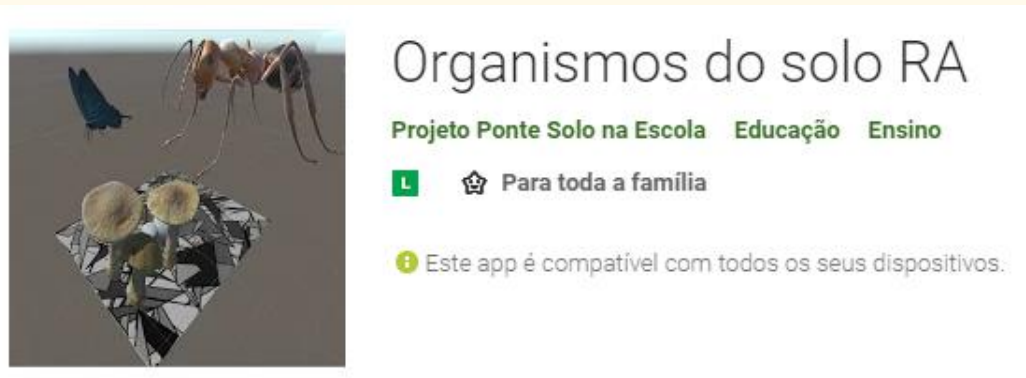 Organismos do solo RA
Projeto Ponte Solo na Escola Educação Ensino
L Para toda a família
Este app é compatível com todos os seus dispositivos.